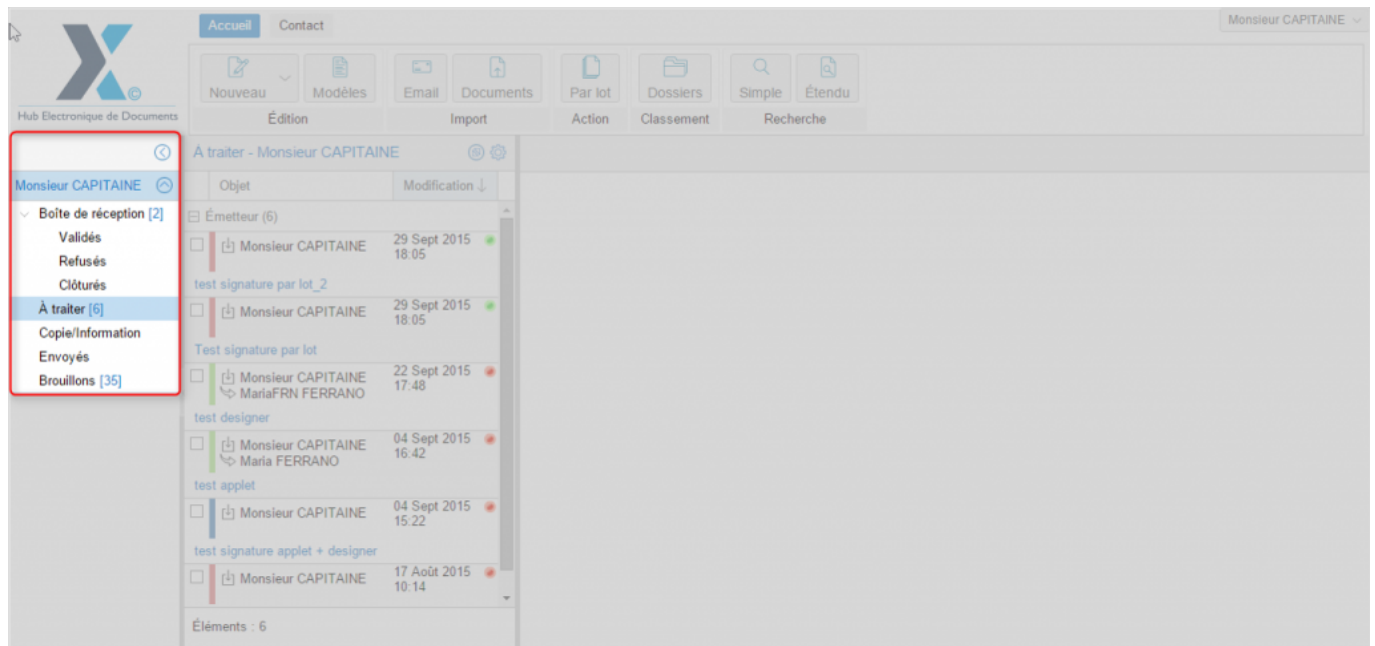 Accueil Contact
Monsieur CAPITAINE
Nouveau Modèles Email Documents Par lot Dossiers Simple Étendu
Édition Import Action Classement Recherche
©
Hub Electronique de Documents
Monsieur CAPITAINE
Boîte de réception [2]
Validés
Refusés
Clôturés
À traiter [6]
Copie/Information
Envoyés
Brouillons [35]
À traiter - Monsieur CAPITAINE
Objet Modification ↓
Émetteur (6)
Monsieur CAPITAINE 29 Sept 2015
18:05
test signature par lot_2
Monsieur CAPITAINE 29 Sept 2015
18:05
Test signature par lot
Monsieur CAPITAINE 22 Sept 2015
MariaFRN FERRANO 17:48
test designer
Monsieur CAPITAINE 04 Sept 2015
Maria FERRANO 16:42
test applet
Monsieur CAPITAINE 04 Sept 2015
15:22
test signature applet + designer
Monsieur CAPITAINE 17 Août 2015
10:14
Éléments : 6